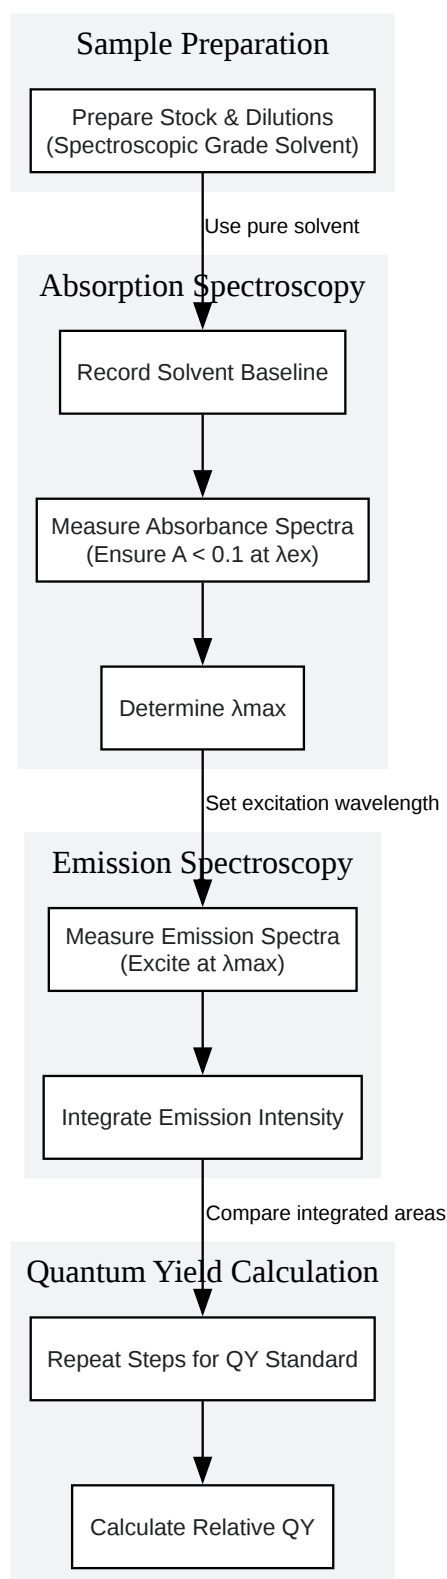 Sample Preparation
Prepare Stock & Dilutions
(Spectroscopic Grade Solvent)
Use pure solvent
Absorption Spectroscopy
Record Solvent Baseline
Measure Absorbance Spectra
(Ensure A < 0.1 at λex)
Determine λmax
Set excitation wavelength
Emission Spectroscopy
Measure Emission Spectra
(Excite at λmax)
Integrate Emission Intensity
Compare integrated areas
Quantum Yield Calculation
Repeat Steps for QY Standard
Calculate Relative QY